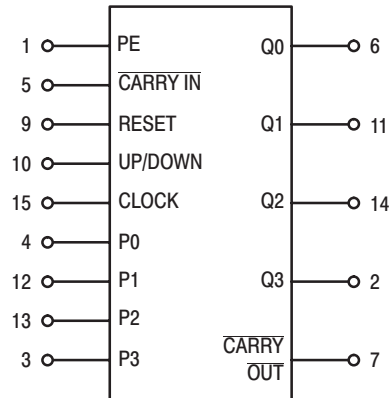 1 PE Q0 6
5 CARRY IN
9 RESET Q1 11
10 UP/DOWN
15 CLOCK Q2 14
4 P0
12 P1 Q3 2
13 P2
3 P3 CARRY OUT 7